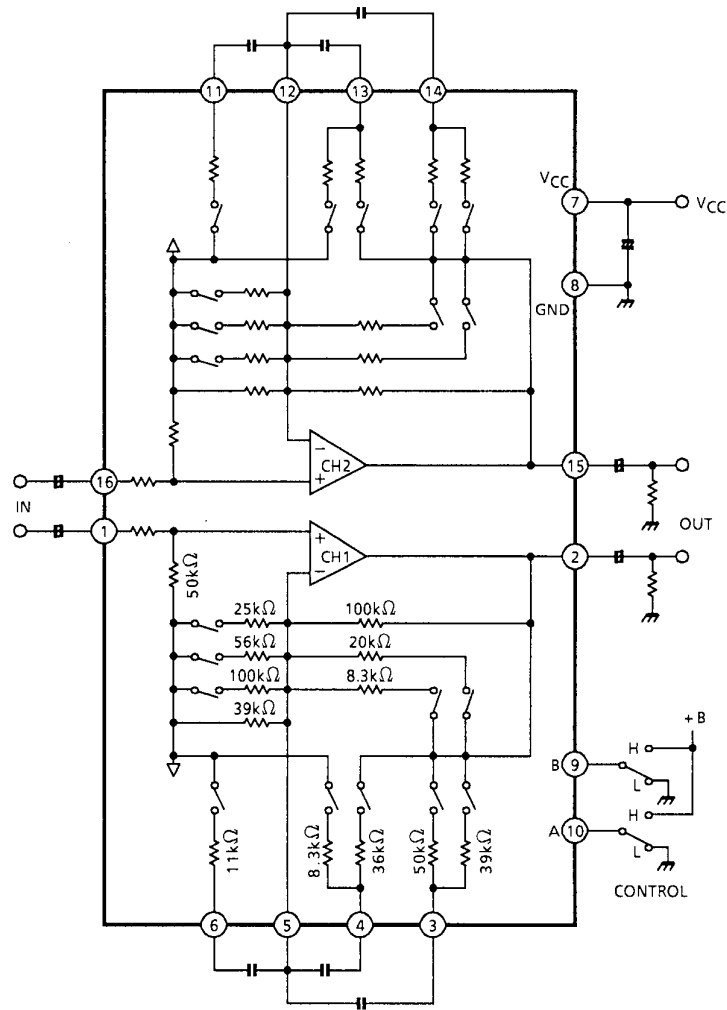 11 12 13 14
VCC
7 VCC
8
GND
CH2
16 15
IN OUT
1 2
CH1
50kΩ
25kΩ 100kΩ
56kΩ 20kΩ
100kΩ 8.3kΩ
39kΩ
+B
H
B 9
L
H
A 10
L
CONTROL
11kΩ 8.3kΩ 36kΩ 50kΩ 39kΩ
6 5 4 3